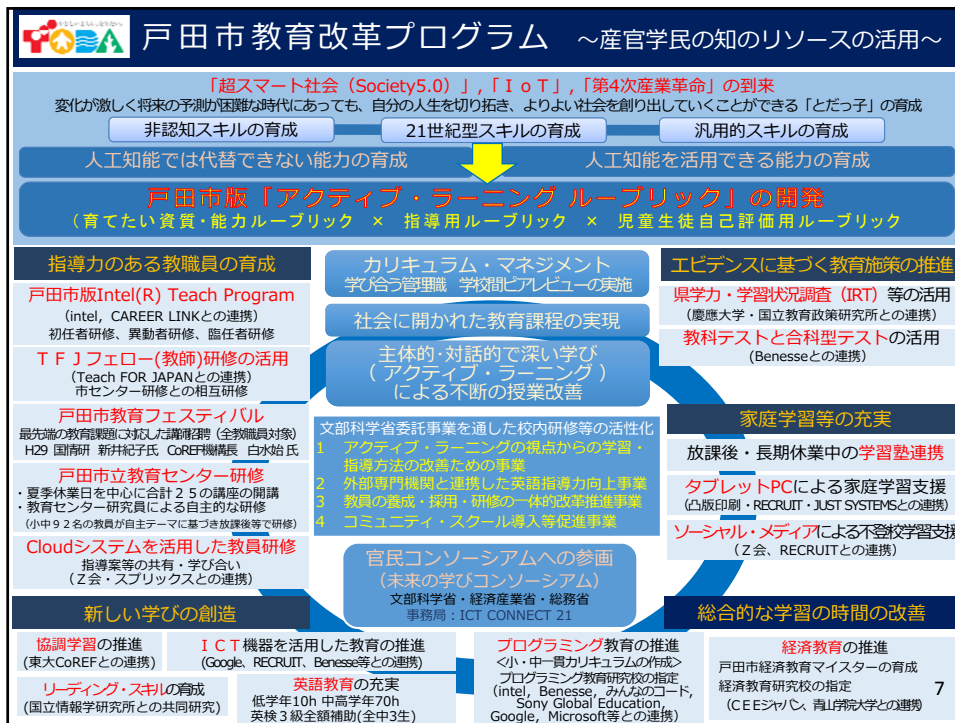 TODA
戸田市教育改革プログラム ～産官学民の知のリソースの活用～
「超スマート社会（Society5.0）」,「ＩｏＴ」,「第4次産業革命」の到来
変化が激しく将来の予測が困難な時代にあっても、自分の人生を切り拓き、よりよい社会を創り出していくことができる「とだっ子」の育成
非認知スキルの育成
21世紀型スキルの育成
汎用的スキルの育成
人工知能では代替できない能力の育成
人工知能を活用できる能力の育成
戸田市版「アクティブ・ラーニング ルーブリック」の開発
（育てたい資質・能力ルーブリック × 指導用ルーブリック × 児童生徒自己評価用ルーブリック
指導力のある教職員の育成
戸田市版Intel(R) Teach Program
(intel, CAREER LINKとの連携)
初任者研修、異動者研修、臨任者研修
ＴＦＪフェロー(教師)研修の活用
(Teach FOR JAPANとの連携)
市センター研修との相互研修
戸田市教育フェスティバル
最先端の教育課題に対応した講師招聘（全教職員対象）
H29 国情研 新井紀子氏 CoREF機構長 白水始氏
戸田市立教育センター研修
・夏季休業日を中心に合計２５の講座の開講
・教育センター研究員による自主的な研修
（小中９２名の教員が自主テーマに基づき放課後等で研修）
Cloudシステムを活用した教員研修
指導案等の共有・学び合い
（Ｚ会・スプリックスとの連携）
カリキュラム・マネジメント
学び合う管理職 学校間ピアレビューの実施
社会に開かれた教育課程の実現
主体的･対話的で深い学び
（ アクティブ・ラーニング ）
による不断の授業改善
文部科学省委託事業を通した校内研修等の活性化
1 アクティブ・ラーニングの視点からの学習・
指導方法の改善ための事業
2 外部専門機関と連携した英語指導力向上事業
3 教員の養成・採用・研修の一体的改革推進事業
4 コミュニティ・スクール導入等促進事業
官民コンソーシアムへの参画
（未来の学びコンソーシアム）
文部科学省・経済産業省・総務省
事務局：ICT CONNECT 21
エビデンスに基づく教育施策の推進
県学力・学習状況調査（IRT）等の活用
（慶應大学・国立教育政策研究所との連携）
教科テストと合科型テストの活用
(Benesseとの連携)
家庭学習等の充実
放課後・長期休業中の学習塾連携
タブレットPCによる家庭学習支援
（凸版印刷・RECRUIT・JUST SYSTEMSとの連携）
ソーシャル・メディアによる不登校学習支援
（Ｚ会、RECRUITとの連携）
新しい学びの創造
協調学習の推進
(東大CoREFとの連携)
リーディング・スキルの育成
(国立情報学研究所との共同研究)
ＩＣＴ機器を活用した教育の推進
(Google、RECRUIT、Benesse等との連携)
英語教育の充実
低学年10h 中高学年70h
英検３級全額補助(全中3生)
プログラミング教育の推進
<小・中一貫カリキュラムの作成>
プログラミング教育研究校の指定
(intel, Benesse, みんなのコード,
Sony Global Education,
Google, Microsoft等との連携)
総合的な学習の時間の改善
経済教育の推進
戸田市経済教育マイスターの育成
経済教育研究校の指定
（ＣＥＥジャパン、青山学院大学との連携）
7